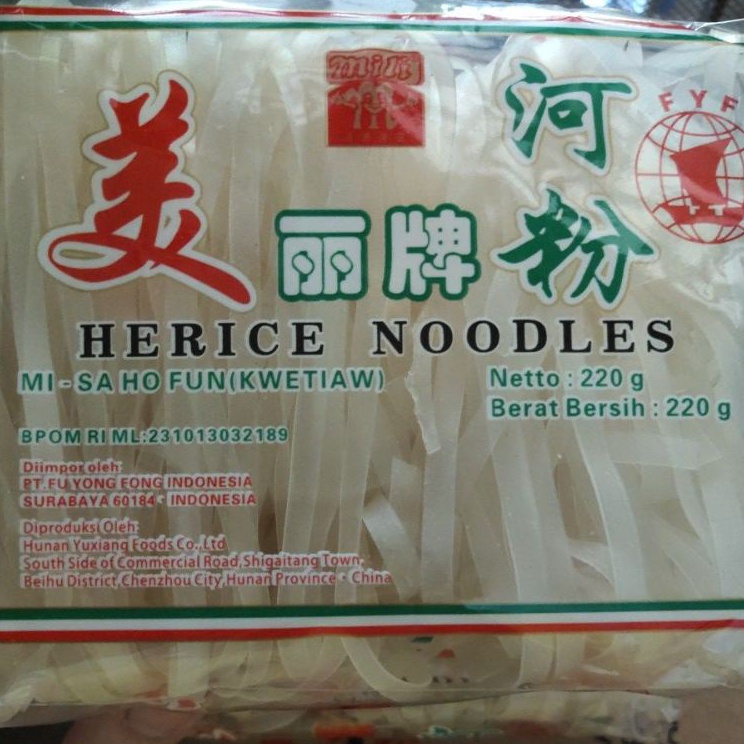 mili
FYF
美丽牌
河粉
HERICE NOODLES
MI - SA HO FUN(KWETIAW)
Netto : 220 g
Berat Bersih : 220 g
BPOM RI ML:231013032189
Diimpor oleh:
PT.FU YONG FONG INDONESIA
SURABAYA 60184 - INDONESIA
Diproduksi Oleh:
Hunan Yuxiang Foods Co.,Ltd
South Side of Commercial Road,Shigaitang Town,
Beihu District,Chenzhou City,Hunan Province - China